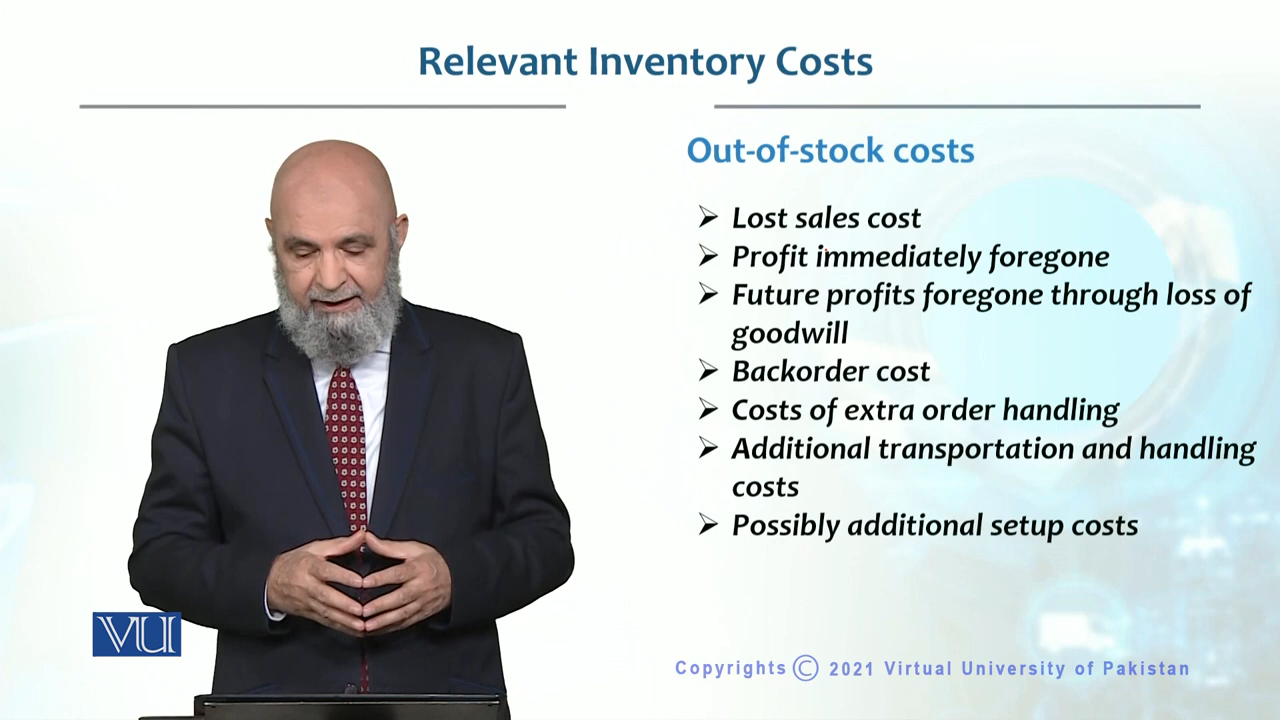 Relevant Inventory Costs
Out-of-stock costs
➢ Lost sales cost
➢ Profit immediately foregone
➢ Future profits foregone through loss of
goodwill
➢ Backorder cost
➢ Costs of extra order handling
➢ Additional transportation and handling
costs
➢ Possibly additional setup costs
VU
Copyrights © 2021 Virtual University of Pakistan